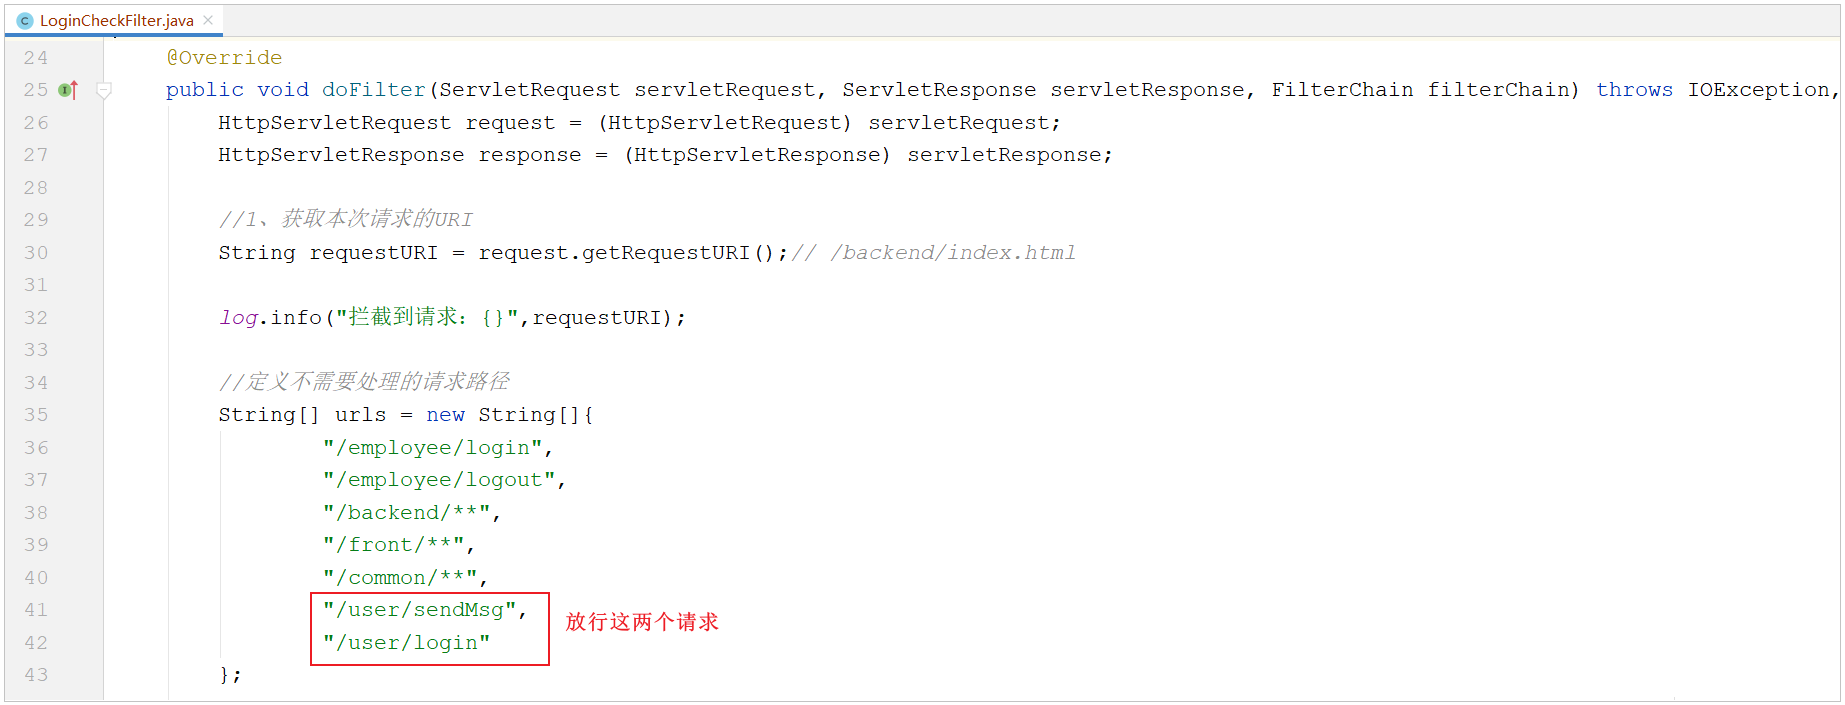 LoginCheckFilter.java
24 @Override
25 public void doFilter(ServletRequest servletRequest, ServletResponse servletResponse, FilterChain filterChain) throws IOException,
26 HttpServletRequest request = (HttpServletRequest) servletRequest;
27 HttpServletResponse response = (HttpServletResponse) servletResponse;
28
29 //1、获取本次请求的URI
30 String requestURI = request.getRequestURI();// /backend/index.html
31
32 log.info("拦截到请求：{}",requestURI);
33
34 //定义不需要处理的请求路径
35 String[] urls = new String[]{
36 "/employee/login",
37 "/employee/logout",
38 "/backend/**",
39 "/front/**",
40 "/common/**",
41 "/user/sendMsg",
放行这两个请求
42 "/user/login"
43 };